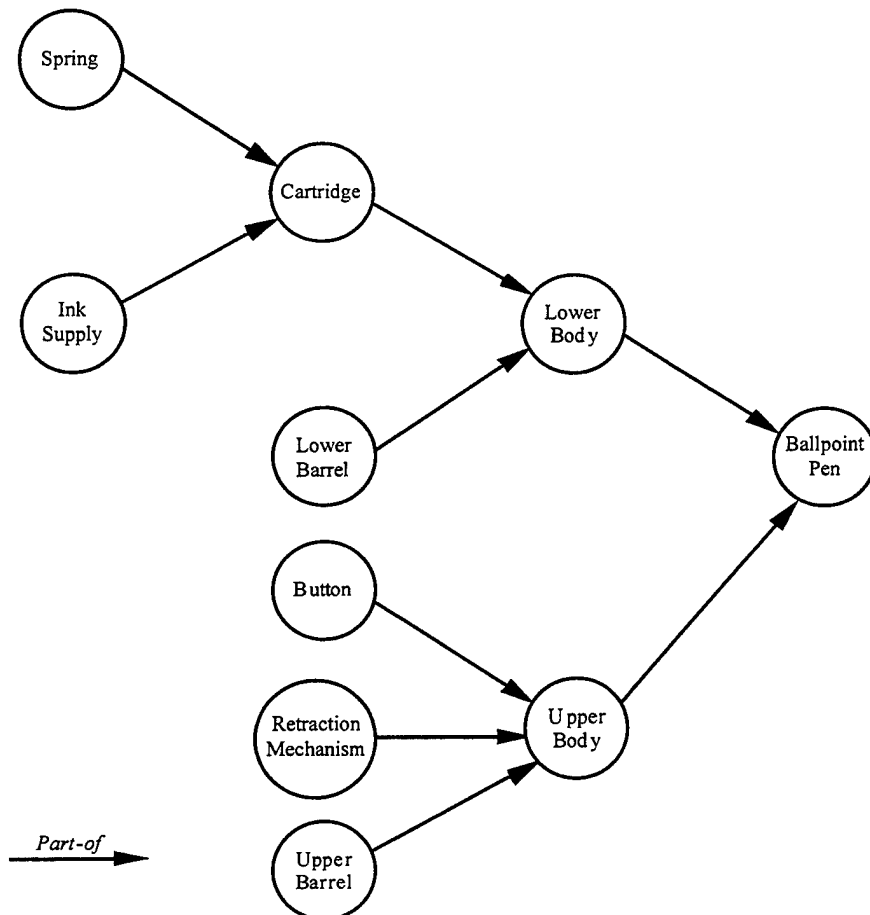 Spring
Cartridge
Ink
Supply
Lower
Body
Lower
Barrel
Ballpoint
Pen
Button
Retraction
Mechanism
Upper
Body
Part-of
Upper
Barrel